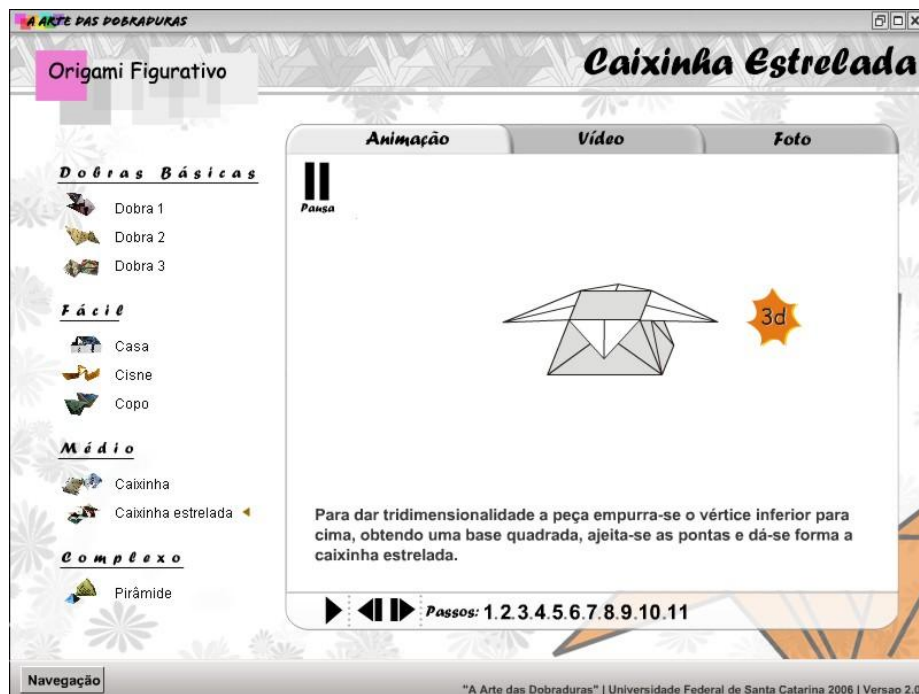 A ARTE DAS DOBRADURAS
Origami Figurativo
Caixinha Estrelada
Animação
Vídeo
Foto
Dobras Básicas
Dobra 1
Dobra 2
Dobra 3
Fácil
Casa
Cisne
Copo
Médio
Caixinha
Caixinha estrelada
Complexo
Pirâmide
Pausa
3d
Para dar tridimensionalidade a peça empurra-se o vértice inferior para
cima, obtendo uma base quadrada, ajeita-se as pontas e dá-se forma a
caixinha estrelada.
Passos: 1.2.3.4.5.6.7.8.9.10.11
Navegação
"A Arte das Dobraduras" | Universidade Federal de Santa Catarina 2006 | Versao 2.0